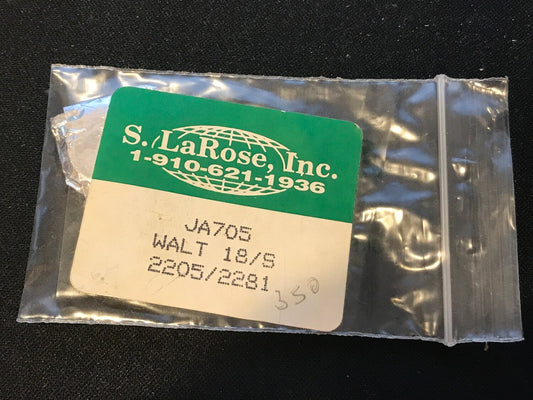 S. LaRose, Inc.
1-910-621-1936
JA705
WALT 18/S
2205/2281
350